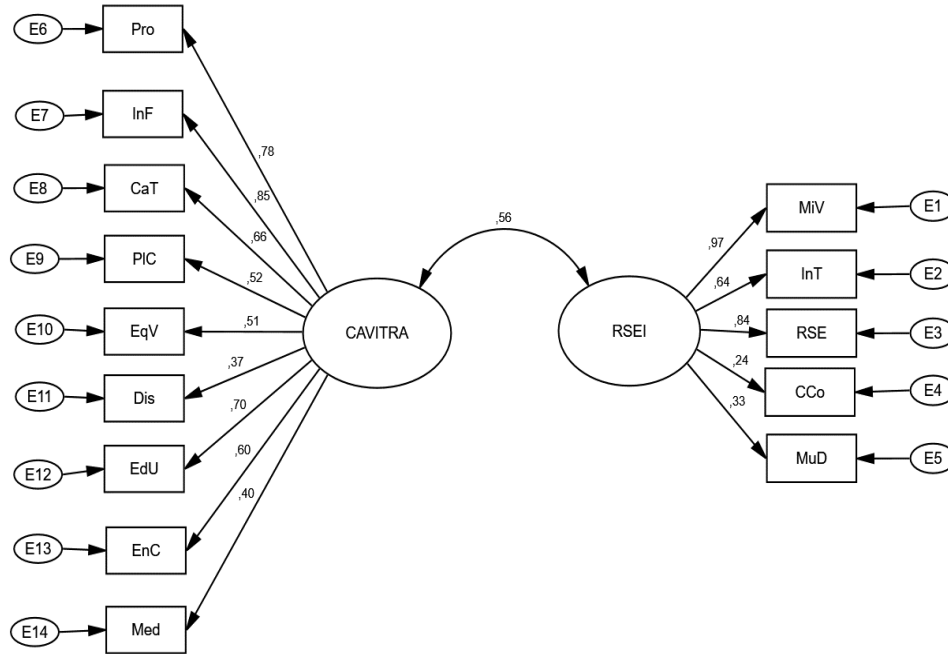 E6
Pro
E7
InF
,78
E8
CaT
,85
MiV
E1
,66
,56
,97
E9
PlC
,52
,64
InT
E2
E10
EqV
,51
CAVITRA
RSEI
,84
RSE
E3
,37
,24
E11
Dis
CCo
E4
,70
,33
E12
EdU
,60
MuD
E5
,40
E13
EnC
E14
Med